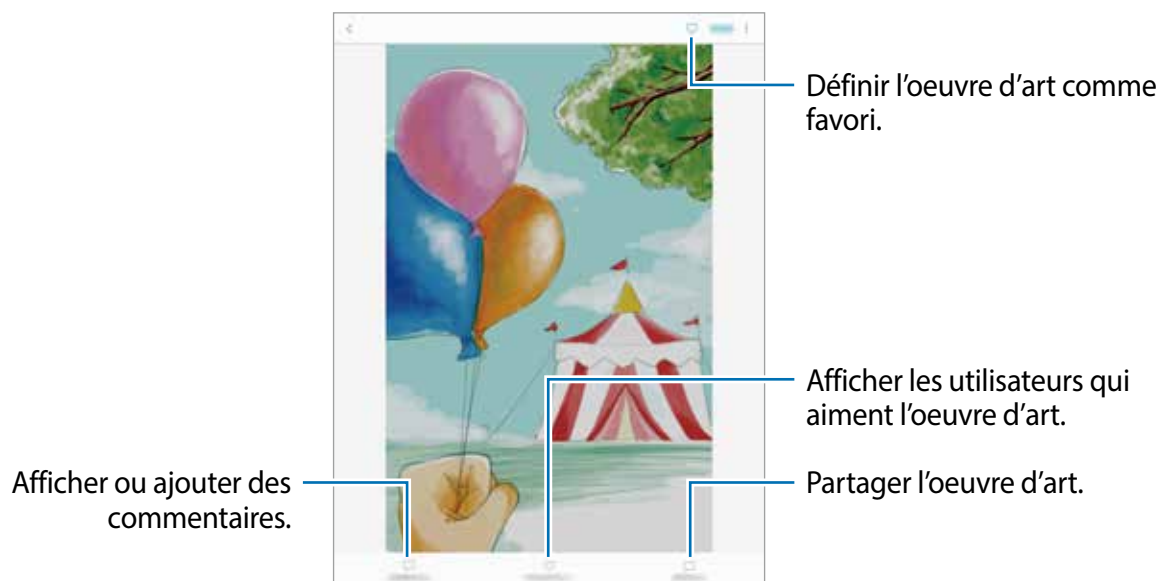 Définir l'oeuvre d'art comme
favori.
Afficher les utilisateurs qui
aiment l'oeuvre d'art.
Afficher ou ajouter des
commentaires.
Partager l'oeuvre d'art.